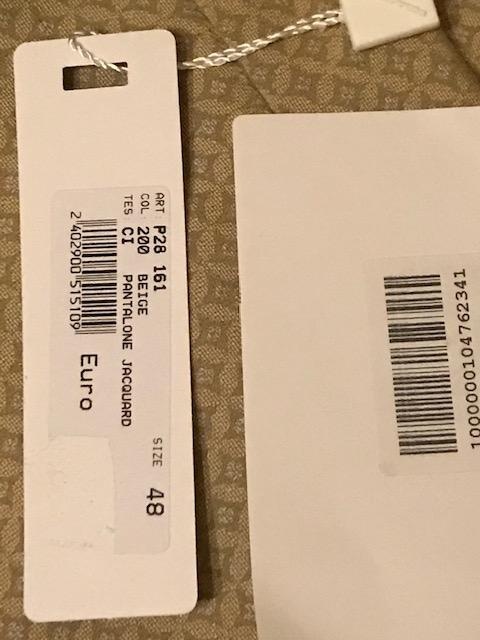 ART: P28 161
COL: 200 BEIGE
TES CI PANTALONE JACQUARD
SIZE 48
2 402900 515109
Euro
1000000104762341